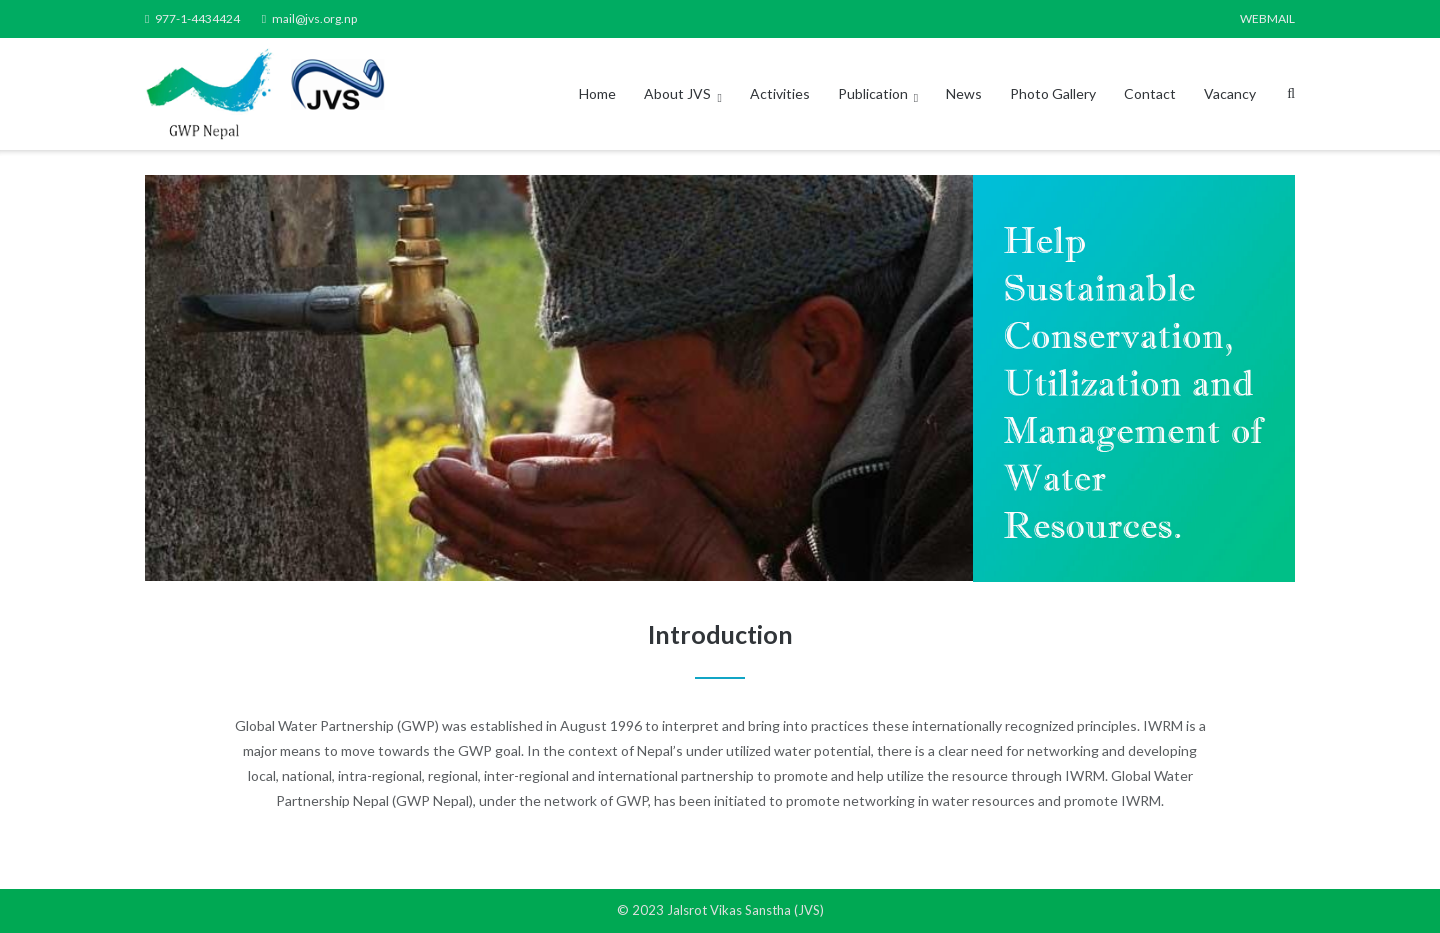 977-1-4434424 mail@jvs.org.np WEBMAIL
GWP Nepal
JVS
Home About JVS Activities Publication News Photo Gallery Contact Vacancy
Help
Sustainable
Conservation,
Utilization and
Management of
Water
Resources.
Introduction
Global Water Partnership (GWP) was established in August 1996 to interpret and bring into practices these internationally recognized principles. IWRM is a
major means to move towards the GWP goal. In the context of Nepal’s under utilized water potential, there is a clear need for networking and developing
local, national, intra-regional, regional, inter-regional and international partnership to promote and help utilize the resource through IWRM. Global Water
Partnership Nepal (GWP Nepal), under the network of GWP, has been initiated to promote networking in water resources and promote IWRM.
© 2023 Jalsrot Vikas Sanstha (JVS)